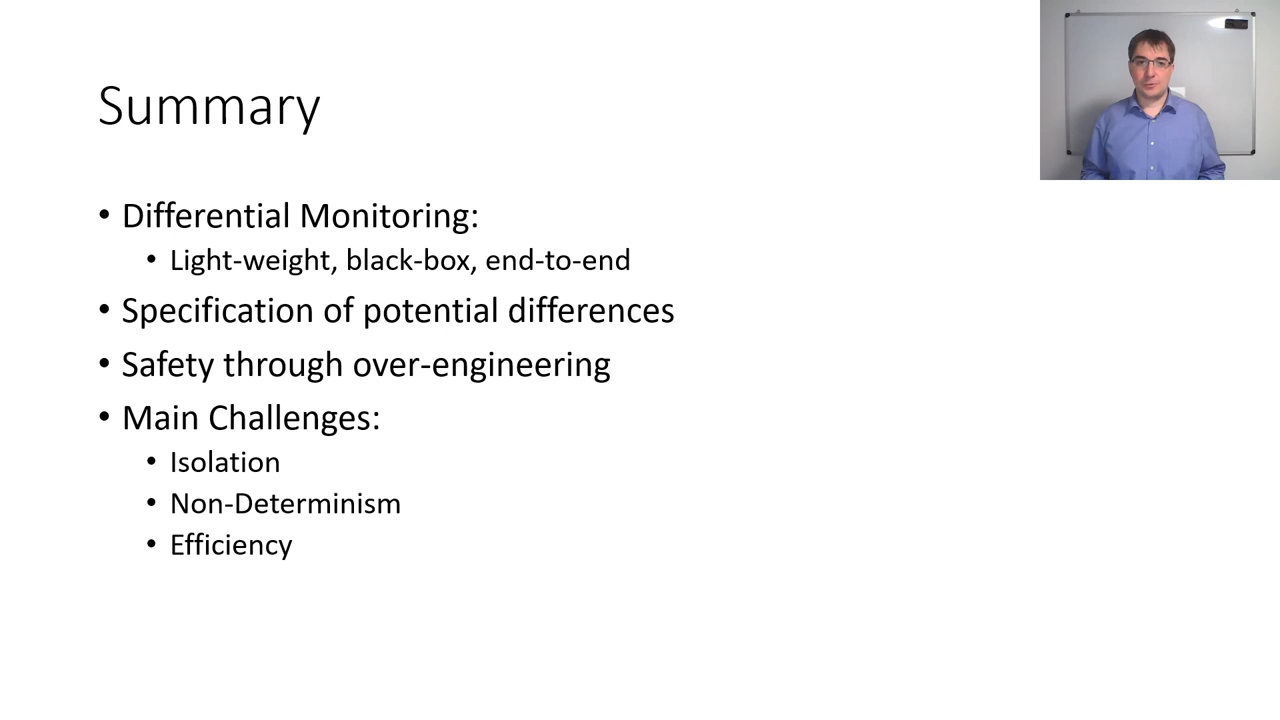 Summary
• Differential Monitoring:
• Light-weight, black-box, end-to-end
• Specification of potential differences
• Safety through over-engineering
• Main Challenges:
• Isolation
• Non-Determinism
• Efficiency